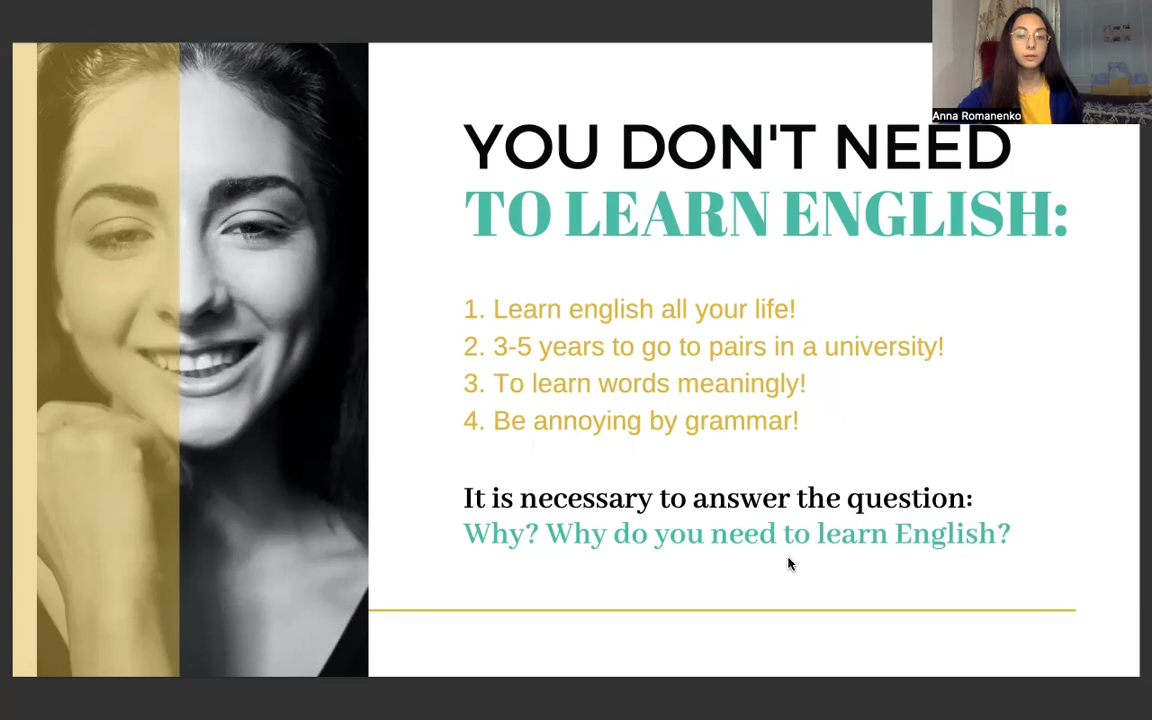 Anna Romanenko
YOU DON'T NEED
TO LEARN ENGLISH:
1. Learn english all your life!
2. 3-5 years to go to pairs in a university!
3. To learn words meaningly!
4. Be annoying by grammar!
It is necessary to answer the question:
Why? Why do you need to learn English?